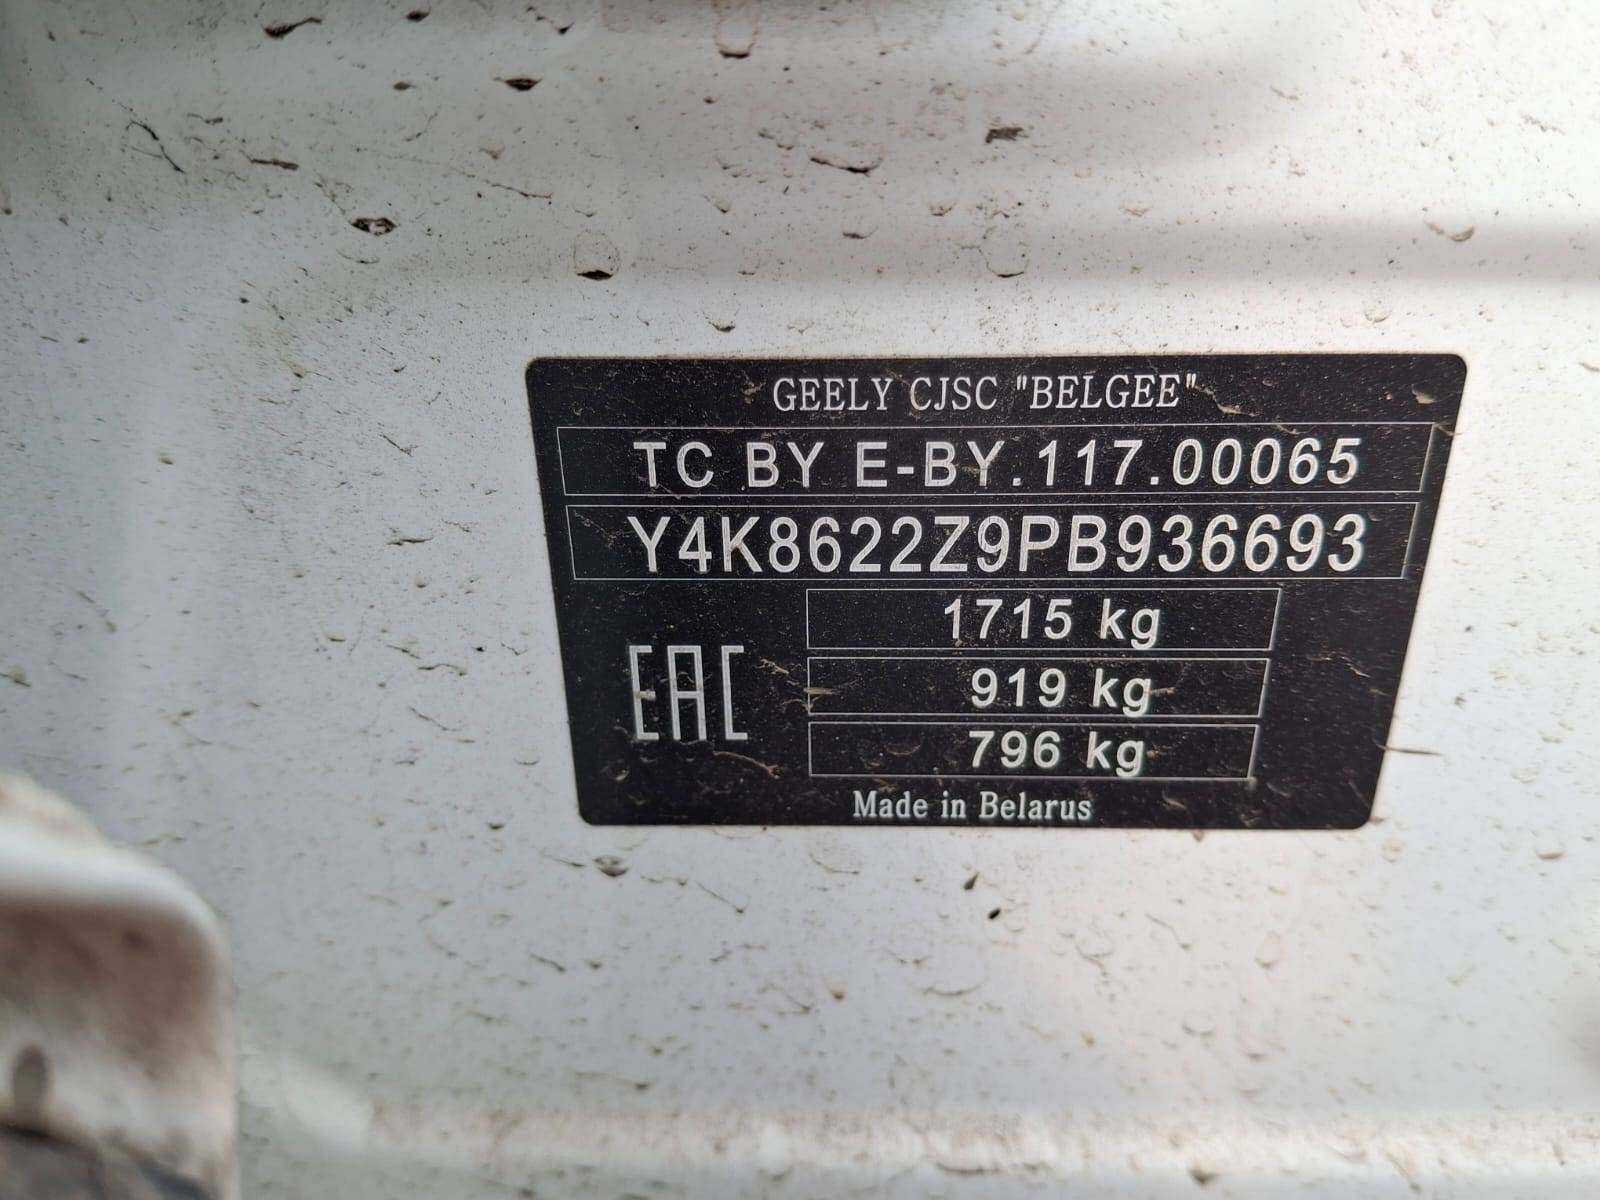 GEELY CJSC "BELGEE"
TC BY E-BY.117.00065
Y4K8622Z9PB936693
1715 kg
919 kg
796 kg
EAC
Made in Belarus